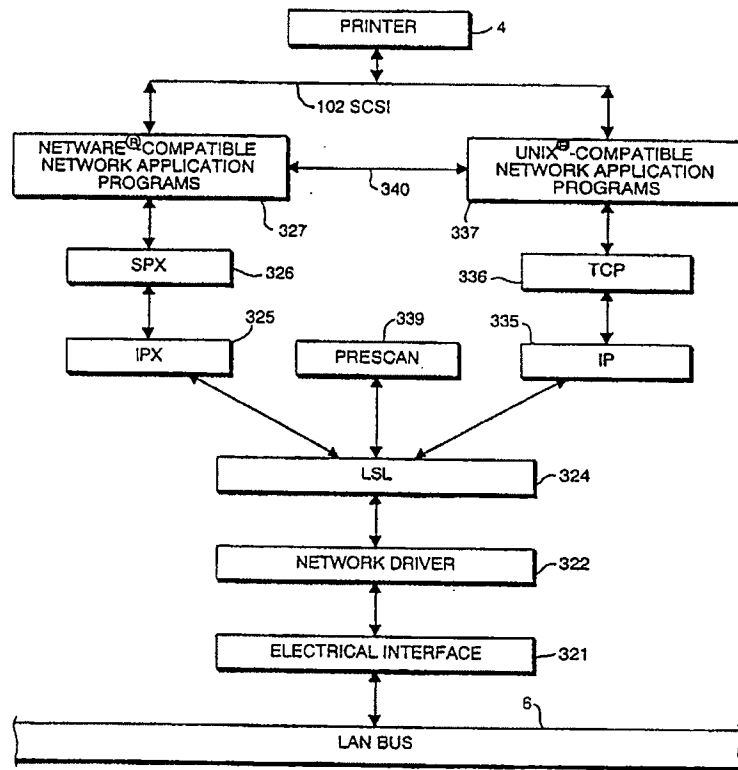 PRINTER
4
102 SCSI
NETWARE®-COMPATIBLE
NETWORK APPLICATION
PROGRAMS
327
340
UNIX®-COMPATIBLE
NETWORK APPLICATION
PROGRAMS
337
SPX
326
TCP
336
325
IPX
339
PRESCAN
335
IP
LSL
324
NETWORK DRIVER
322
ELECTRICAL INTERFACE
321
6
LAN BUS